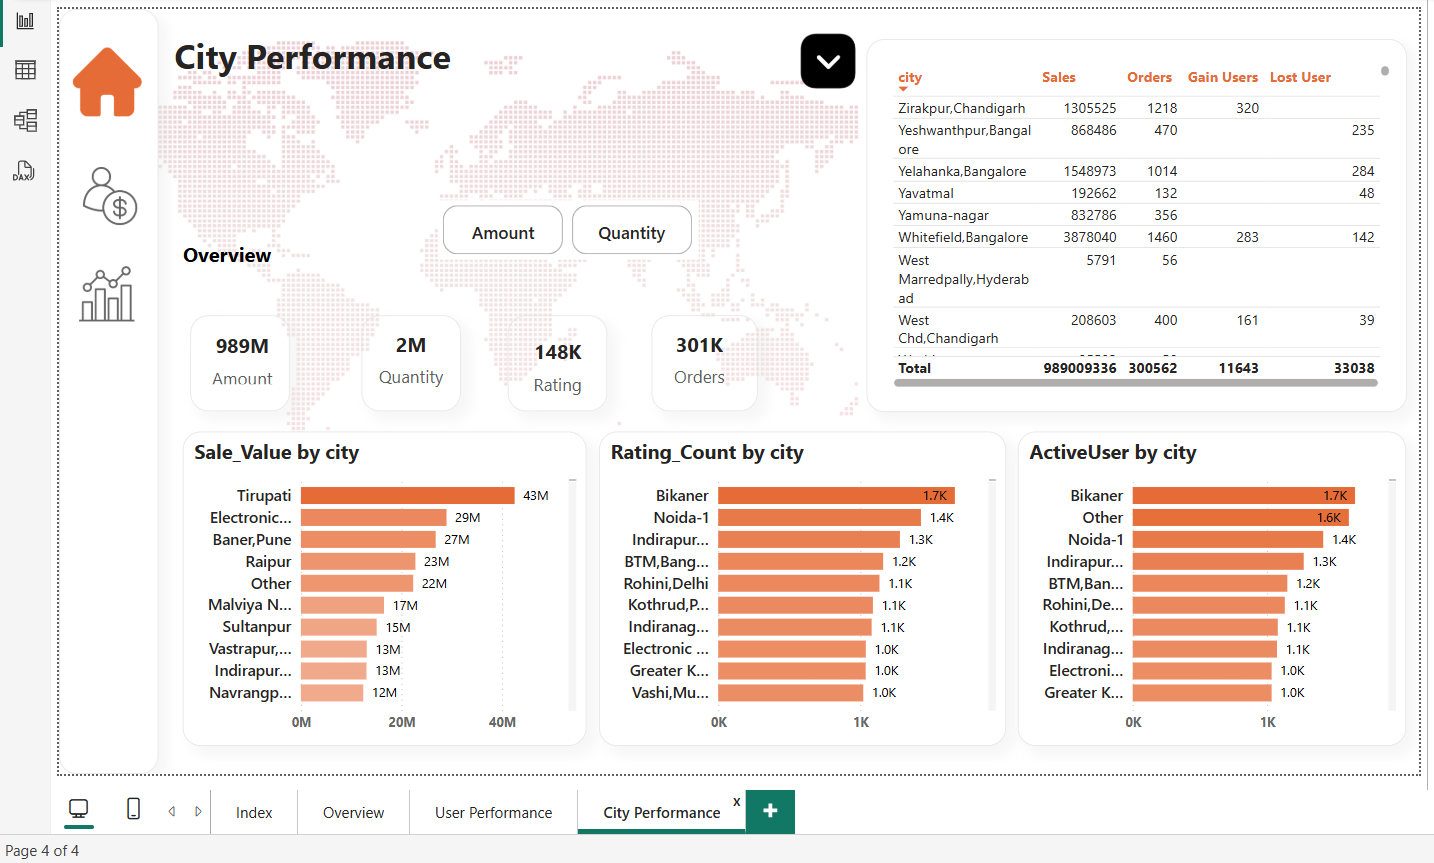 DAX
City Performance
Overview
Amount
Quantity
989M
Amount
2M
Quantity
148K
Rating
301K
Orders
city Sales Orders Gain Users Lost User
Zirakpur,Chandigarh 1305525 1218 320
Yeshwanthpur,Bangal 868486 470 235
ore
Yelahanka,Bangalore 1548973 1014 284
Yavatmal 192662 132 48
Yamuna-nagar 832786 356
Whitefield,Bangalore 3878040 1460 283 142
West 5791 56
Marredpally,Hyderab
ad
West 208603 400 161 39
Chd,Chandigarh
Total 989009336 300562 11643 33038
Sale_Value by city
Tirupati 43M
Electronic... 29M
Baner,Pune 27M
Raipur 23M
Other 22M
Malviya N... 17M
Sultanpur 15M
Vastrapur,... 13M
Indirapur... 13M
Navrangp... 12M
0M 20M 40M
Rating_Count by city
Bikaner 1.7K
Noida-1 1.4K
Indirapur... 1.3K
BTM,Bang... 1.2K
Rohini,Delhi 1.1K
Kothrud,P... 1.1K
Indiranag... 1.1K
Electronic ... 1.0K
Greater K... 1.0K
Vashi,Mu... 1.0K
0K 1K
ActiveUser by city
Bikaner 1.7K
Other 1.6K
Noida-1 1.4K
Indirapur... 1.3K
BTM,Ban... 1.2K
Rohini,De... 1.1K
Kothrud,... 1.1K
Indiranag... 1.1K
Electroni... 1.0K
Greater K... 1.0K
0K 1K
Index
Overview
User Performance
City Performance x
+
Page 4 of 4